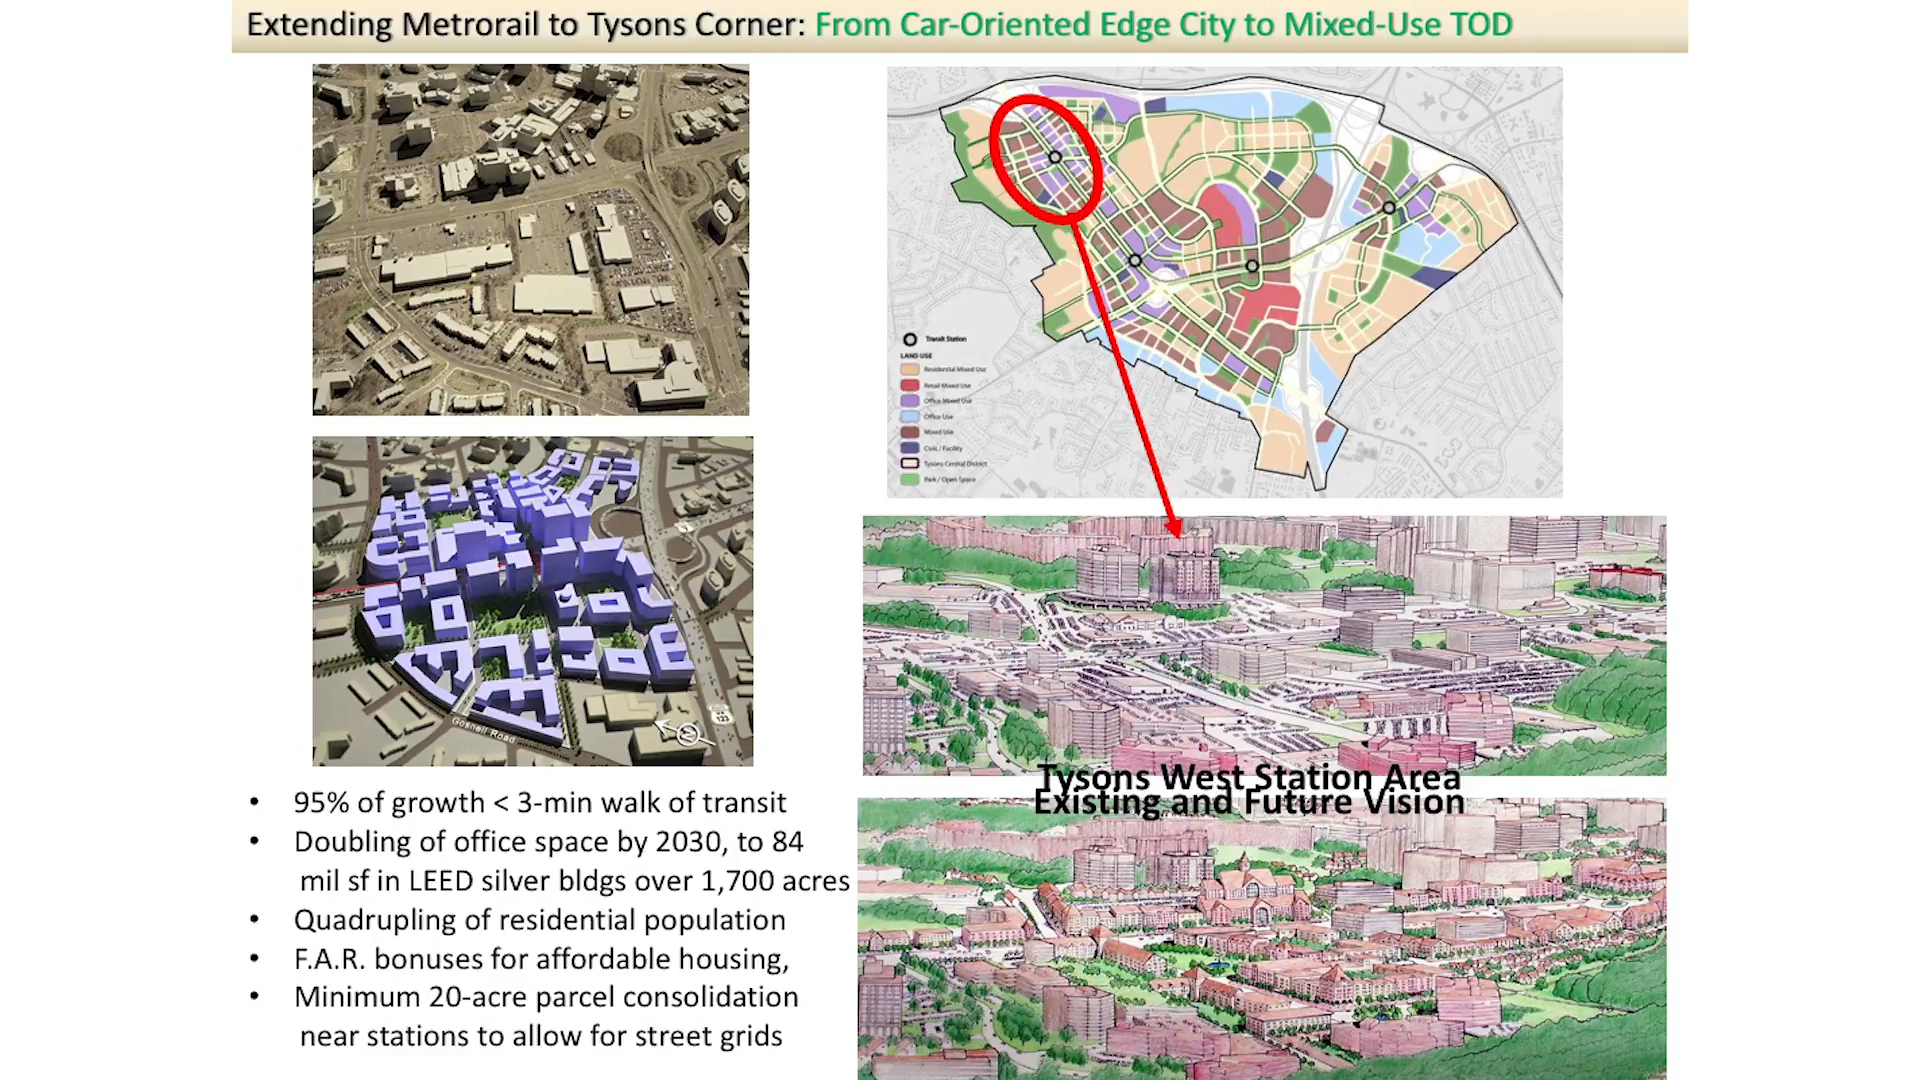 Extending Metrorail to Tysons Corner: From Car-Oriented Edge City to Mixed-Use TOD
Transit Station
LAND USE
Residential Mixed Use
Retail Mixed Use
Office Mixed Use
Office Use
Mixed Use
Civic / Facility
Tysons Central District
Park / Open Space
Gosnell Road
123
N
Tysons West Station Area
Existing and Future Vision
• 95% of growth < 3-min walk of transit
• Doubling of office space by 2030, to 84
mil sf in LEED silver bldgs over 1,700 acres
• Quadrupling of residential population
• F.A.R. bonuses for affordable housing,
• Minimum 20-acre parcel consolidation
near stations to allow for street grids